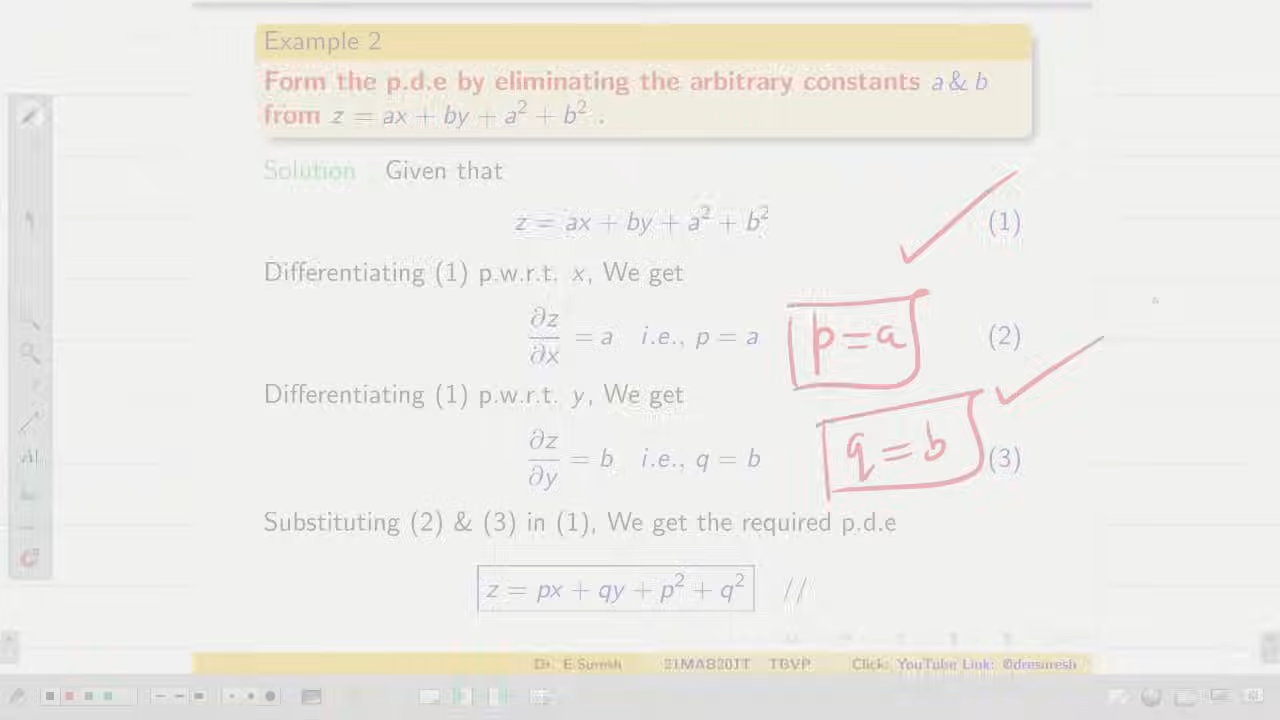 Example 2
Form the p.d.e by eliminating the arbitrary constants a & b
from z = ax + by + a² + b² .
Solution Given that
z = ax + by + a² + b² (1)
Differentiating (1) p.w.r.t. x, We get
∂z/∂x = a i.e., p = a p = a (2)
Differentiating (1) p.w.r.t. y, We get
∂z/∂y = b i.e., q = b q = b (3)
Substituting (2) & (3) in (1), We get the required p.d.e
z = px + qy + p² + q² //
Dr. E.Suresh 21MAB201T TBVP Click: YouTube Link: @dresuresh